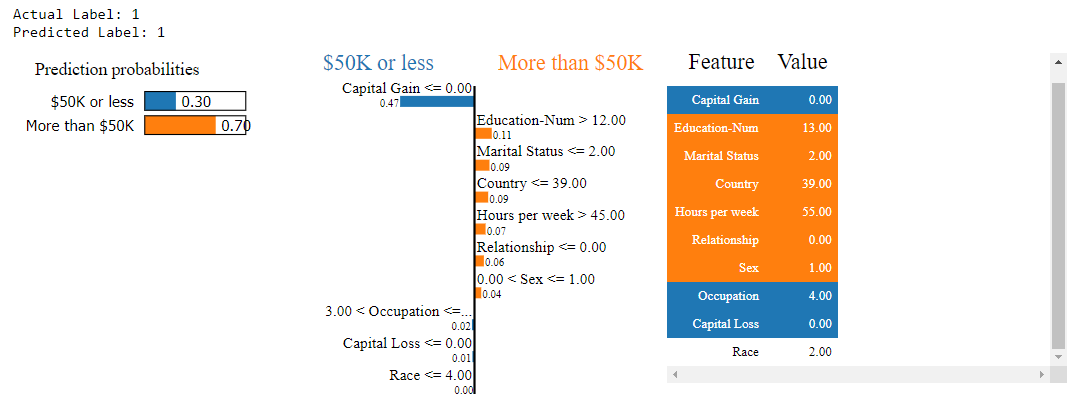 Actual Label: 1
Predicted Label: 1
Prediction probabilities
$50K or less 0.30
More than $50K 0.70
$50K or less More than $50K
Capital Gain <= 0.00
0.47
Education-Num > 12.00
0.11
Marital Status <= 2.00
0.09
Country <= 39.00
0.09
Hours per week > 45.00
0.07
Relationship <= 0.00
0.06
0.00 < Sex <= 1.00
0.04
3.00 < Occupation <=...
0.02
Capital Loss <= 0.00
0.01
Race <= 4.00
0.00
Feature Value
Capital Gain 0.00
Education-Num 13.00
Marital Status 2.00
Country 39.00
Hours per week 55.00
Relationship 0.00
Sex 1.00
Occupation 4.00
Capital Loss 0.00
Race 2.00